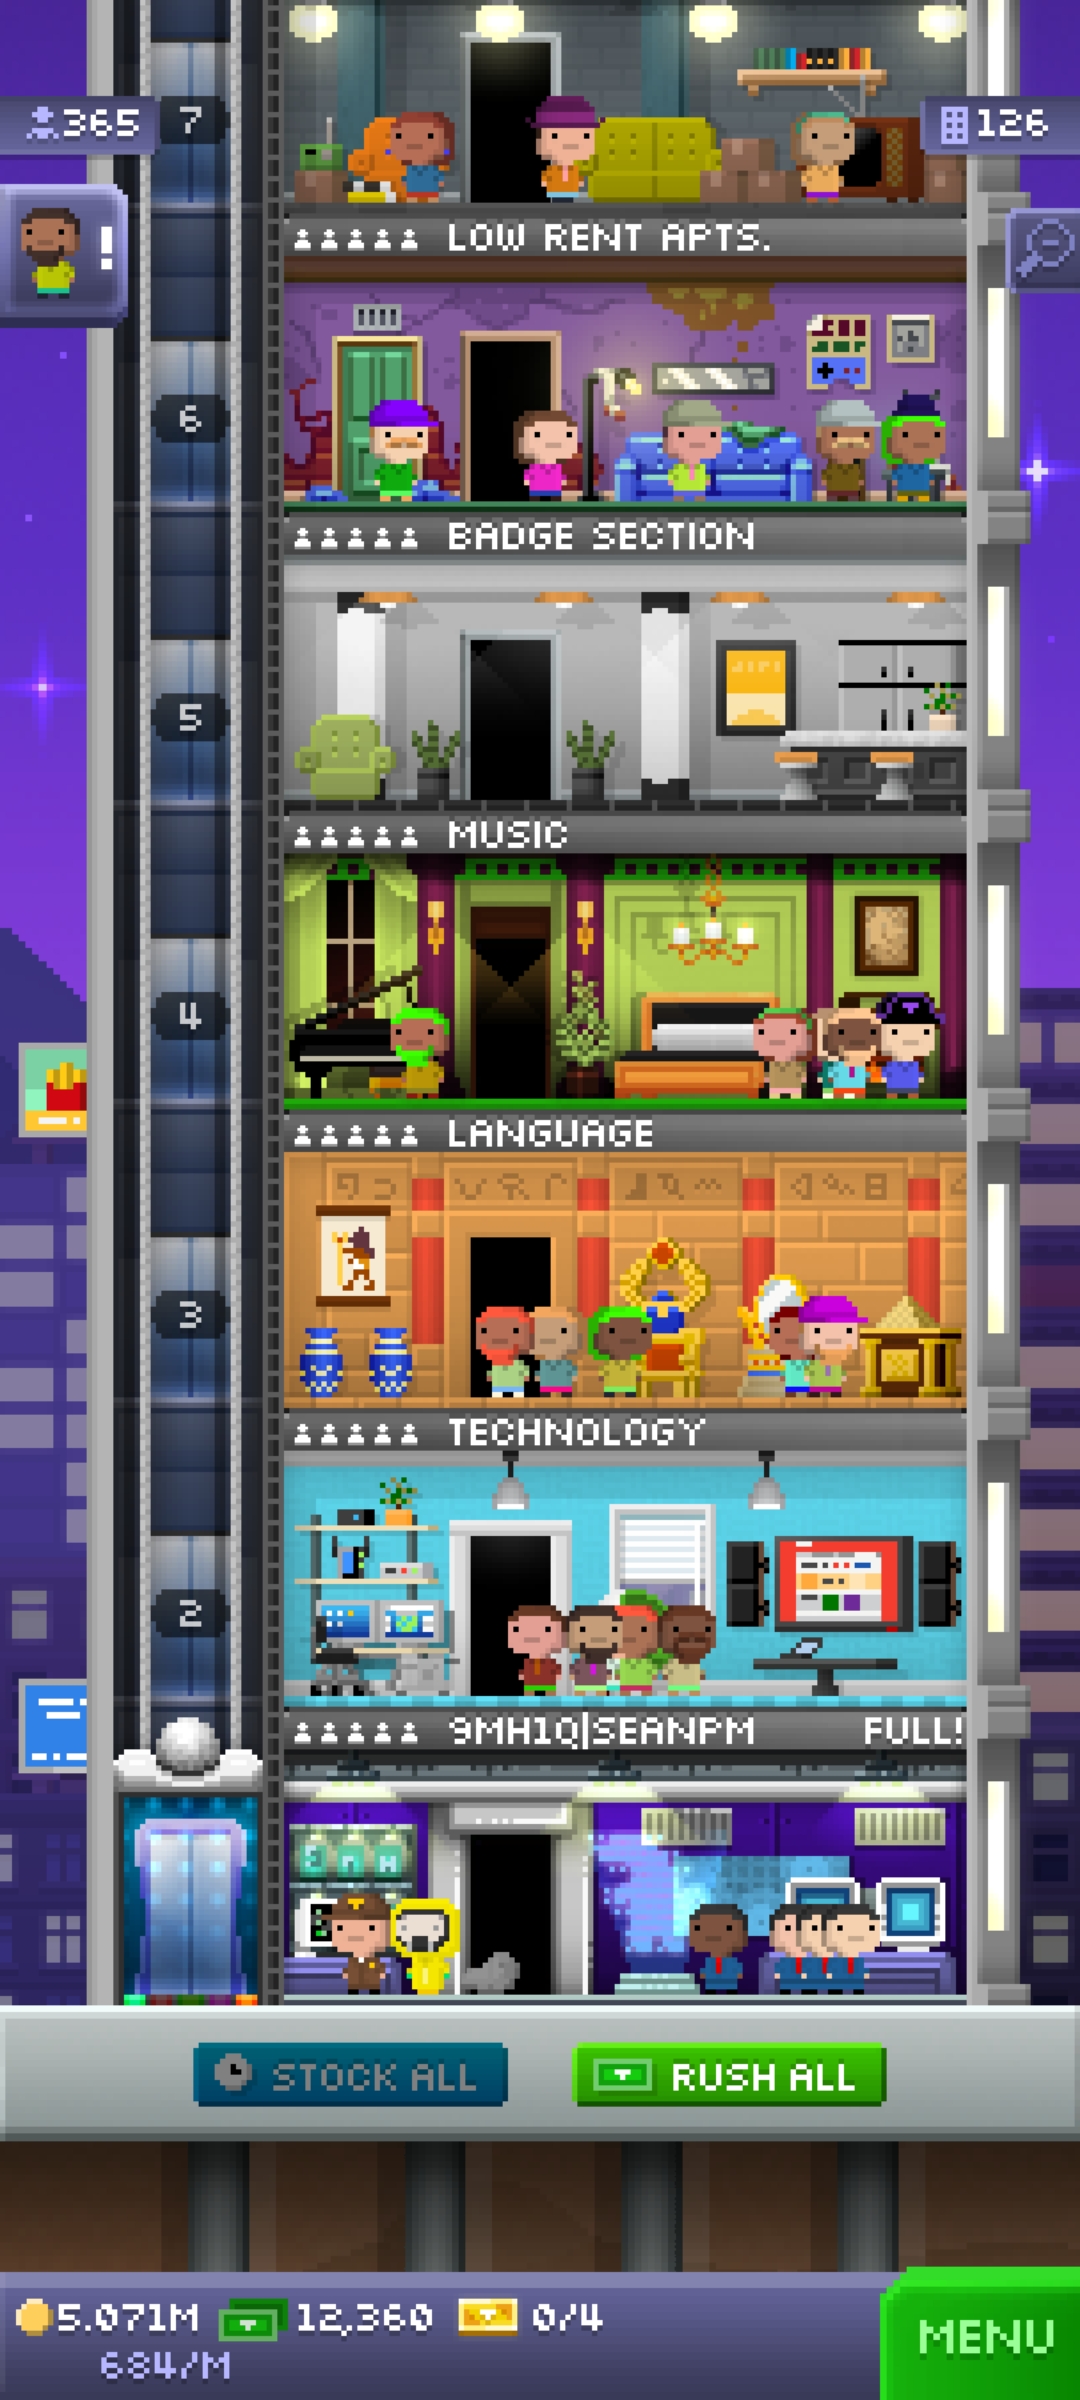 365
7
126
!
LOW RENT APTS.
6
BADGE SECTION
5
MUSIC
4
LANGUAGE
3
TECHNOLOGY
2
9MH1Q|SEANPM FULL!
STOCK ALL
RUSH ALL
5.071M 12,360 0/4
684/M
MENU